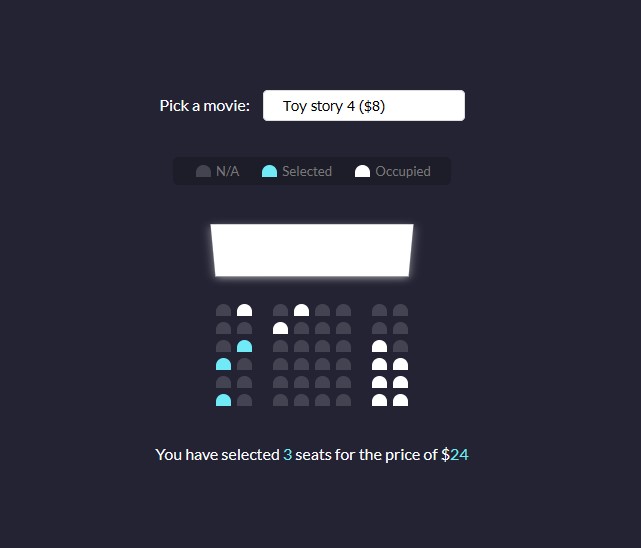 Pick a movie: Toy story 4 ($8)
N/A Selected Occupied
You have selected 3 seats for the price of $24